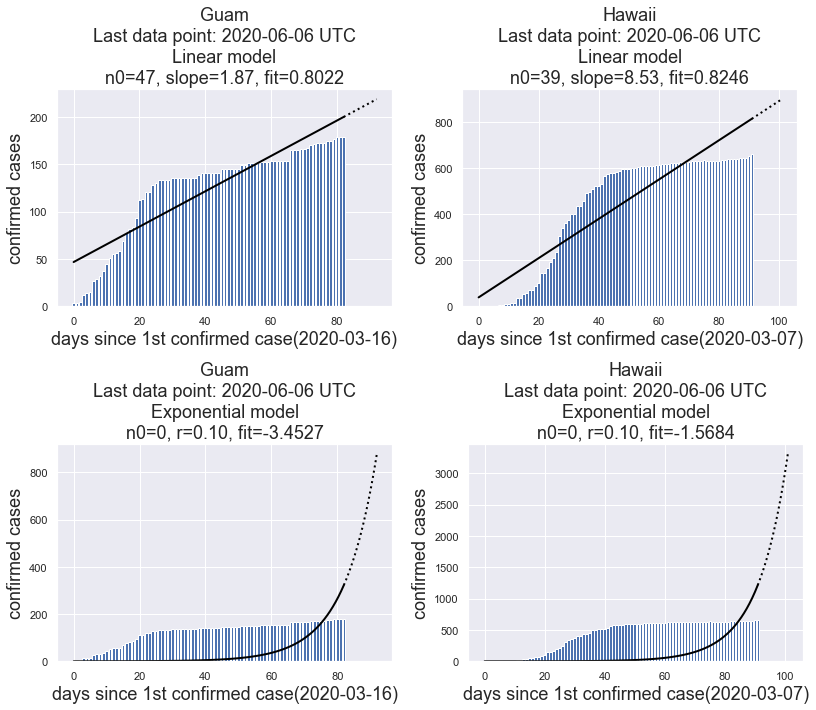 Guam
Last data point: 2020-06-06 UTC
Linear model
n0=47, slope=1.87, fit=0.8022
200
150
100
50
0
confirmed cases
0 20 40 60 80
days since 1st confirmed case(2020-03-16)
Hawaii
Last data point: 2020-06-06 UTC
Linear model
n0=39, slope=8.53, fit=0.8246
800
600
400
200
0
confirmed cases
0 20 40 60 80 100
days since 1st confirmed case(2020-03-07)
Guam
Last data point: 2020-06-06 UTC
Exponential model
n0=0, r=0.10, fit=-3.4527
800
600
400
200
0
confirmed cases
0 20 40 60 80
days since 1st confirmed case(2020-03-16)
Hawaii
Last data point: 2020-06-06 UTC
Exponential model
n0=0, r=0.10, fit=-1.5684
3000
2500
2000
1500
1000
500
0
confirmed cases
0 20 40 60 80 100
days since 1st confirmed case(2020-03-07)